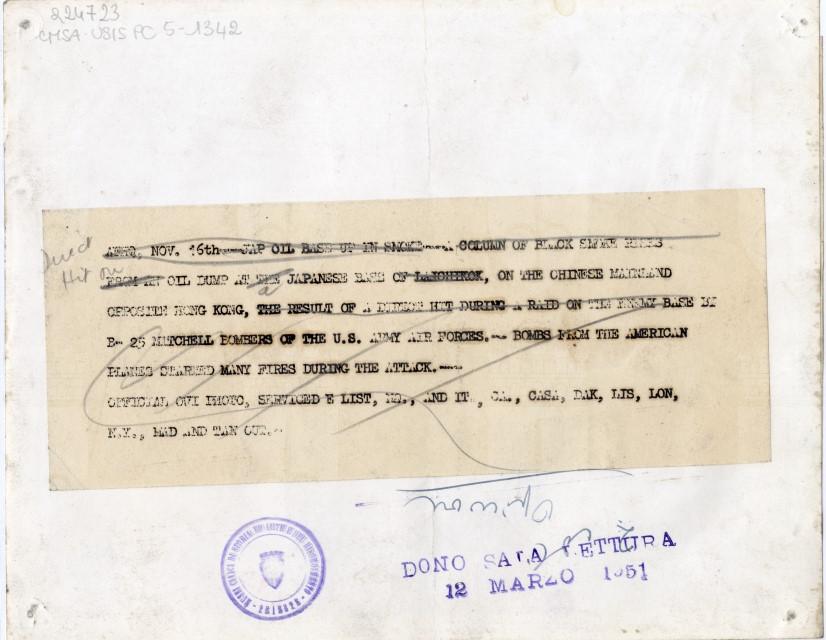 224723
CMSA-USIS PC 5-1342
AFHQ, NOV. 16th-----JAP OIL BASE UP IN SMOKE---- A COLUMN OF BLACK SMOKE RISES
Direct
Hit on
FROM AN OIL DUMP AT THE JAPANESE BASE OF LAICHIKOK, ON THE CHINESE MAINLAND
a
OPPOSITE HONG KONG, THE RESULT OF A DIRECT HIT DURING A RAID ON THE ENEMY BASE BY
B- 25 MITCHELL BOMBERS OF THE U.S. ARMY AIR FORCES.-- BOMBS FROM THE AMERICAN
PLANES STARTED MANY FIRES DURING THE ATTACK.----
OFFICIAL OWI PHOTO, SERVICED E LIST, AND IT., CASA, DAK, LIS, LON,
N.Y., MAD AND TAN OUT.--
DONO SALA LETTURA
12 MARZO 1951